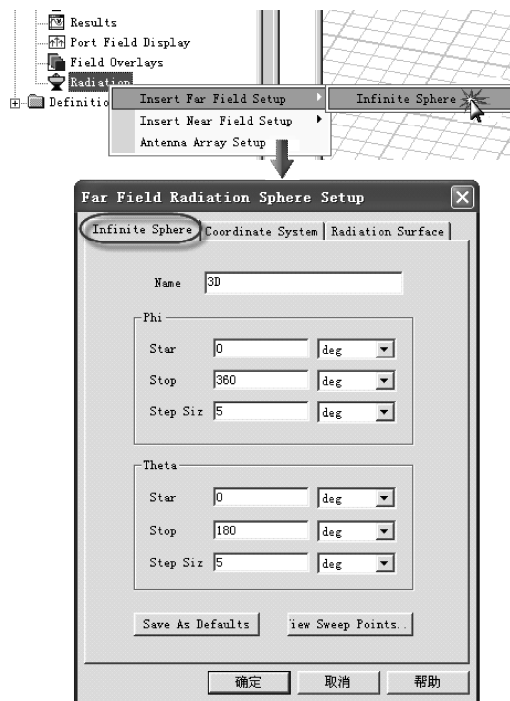 Results
Port Field Display
Field Overlays
Radiation
Definitio
Insert Far Field Setup
Infinite Sphere
Insert Near Field Setup
Antenna Array Setup
Far Field Radiation Sphere Setup
Infinite Sphere Coordinate System Radiation Surface
Name 3D
Phi
Star 0 deg
Stop 360 deg
Step Siz 5 deg
Theta
Star 0 deg
Stop 180 deg
Step Siz 5 deg
Save As Defaults iew Sweep Points..
确定 取消 帮助